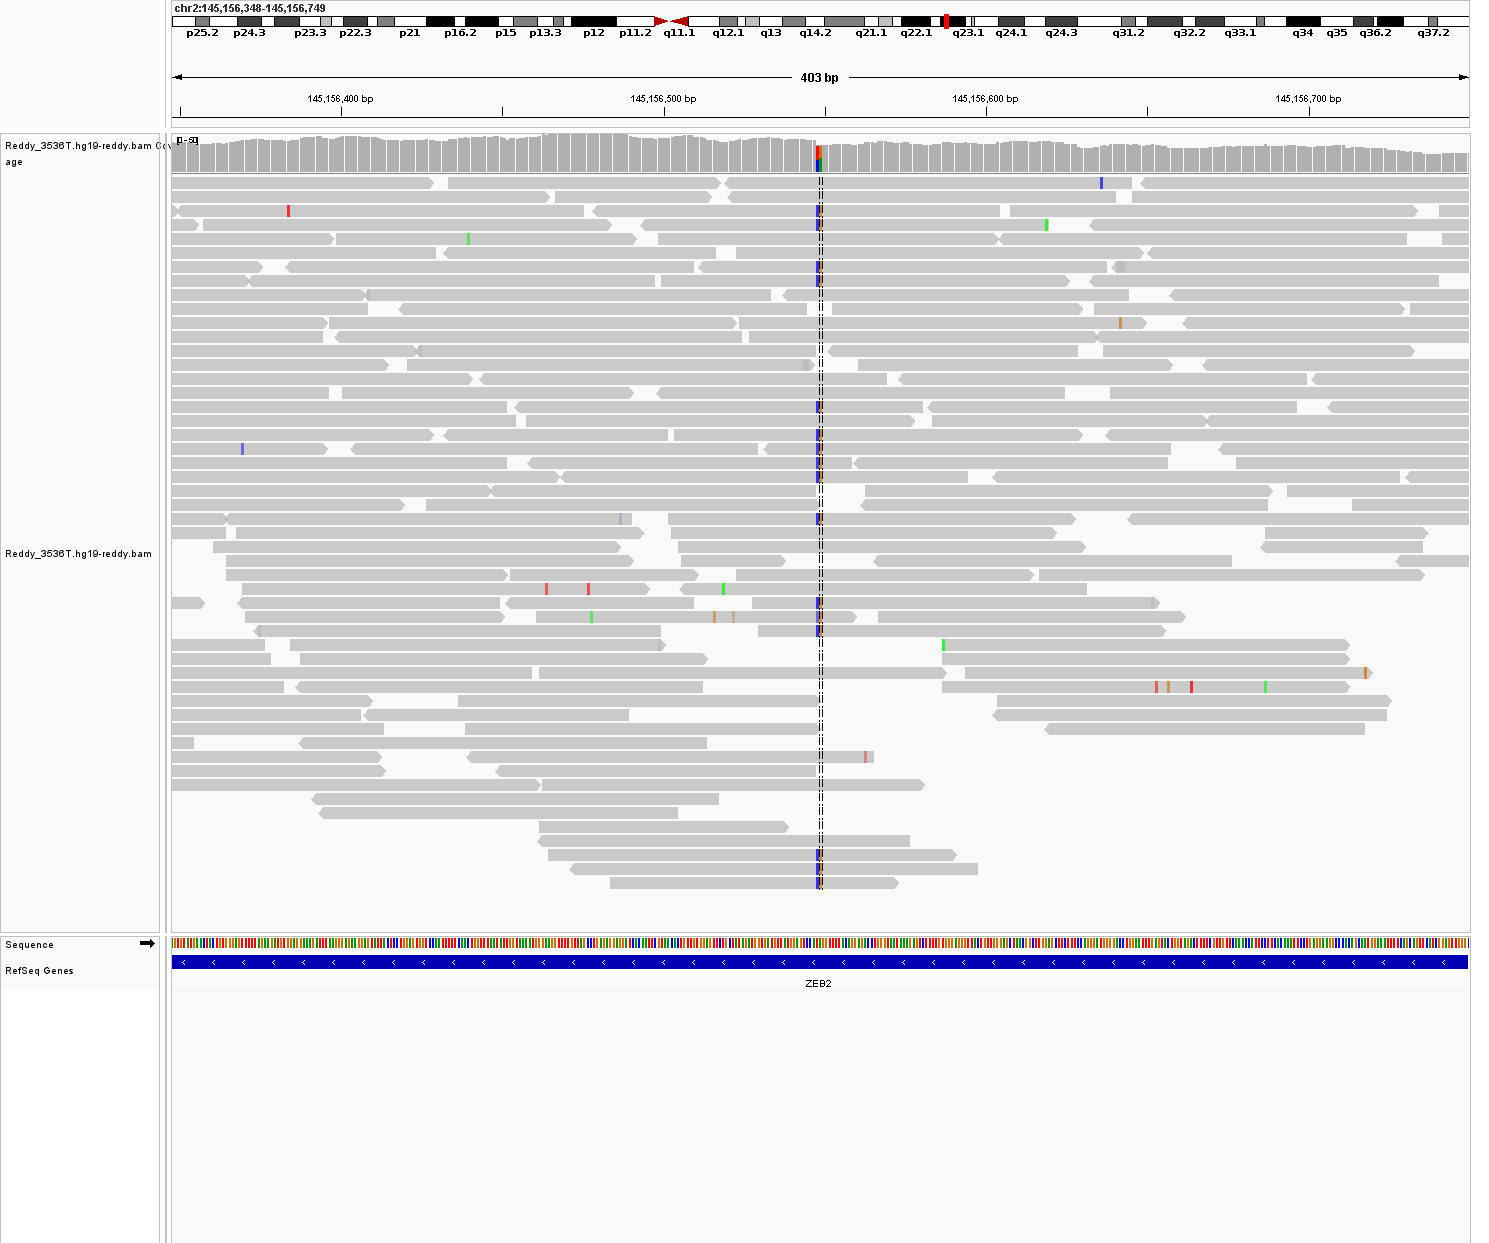 chr2:145,156,348-145,156,749
p25.2 p24.3 p23.3 p22.3 p21 p16.2 p15 p13.3 p12 p11.2 q11.1 q12.1 q13 q14.2 q21.1 q22.1 q23.1 q24.1 q24.3 q31.2 q32.2 q33.1 q34 q35 q36.2 q37.2
403 bp
145,156,400 bp 145,156,500 bp 145,156,600 bp 145,156,700 bp
Reddy_3536T.hg19-reddy.bam Cov
age
Reddy_3536T.hg19-reddy.bam
Sequence
RefSeq Genes
ZEB2